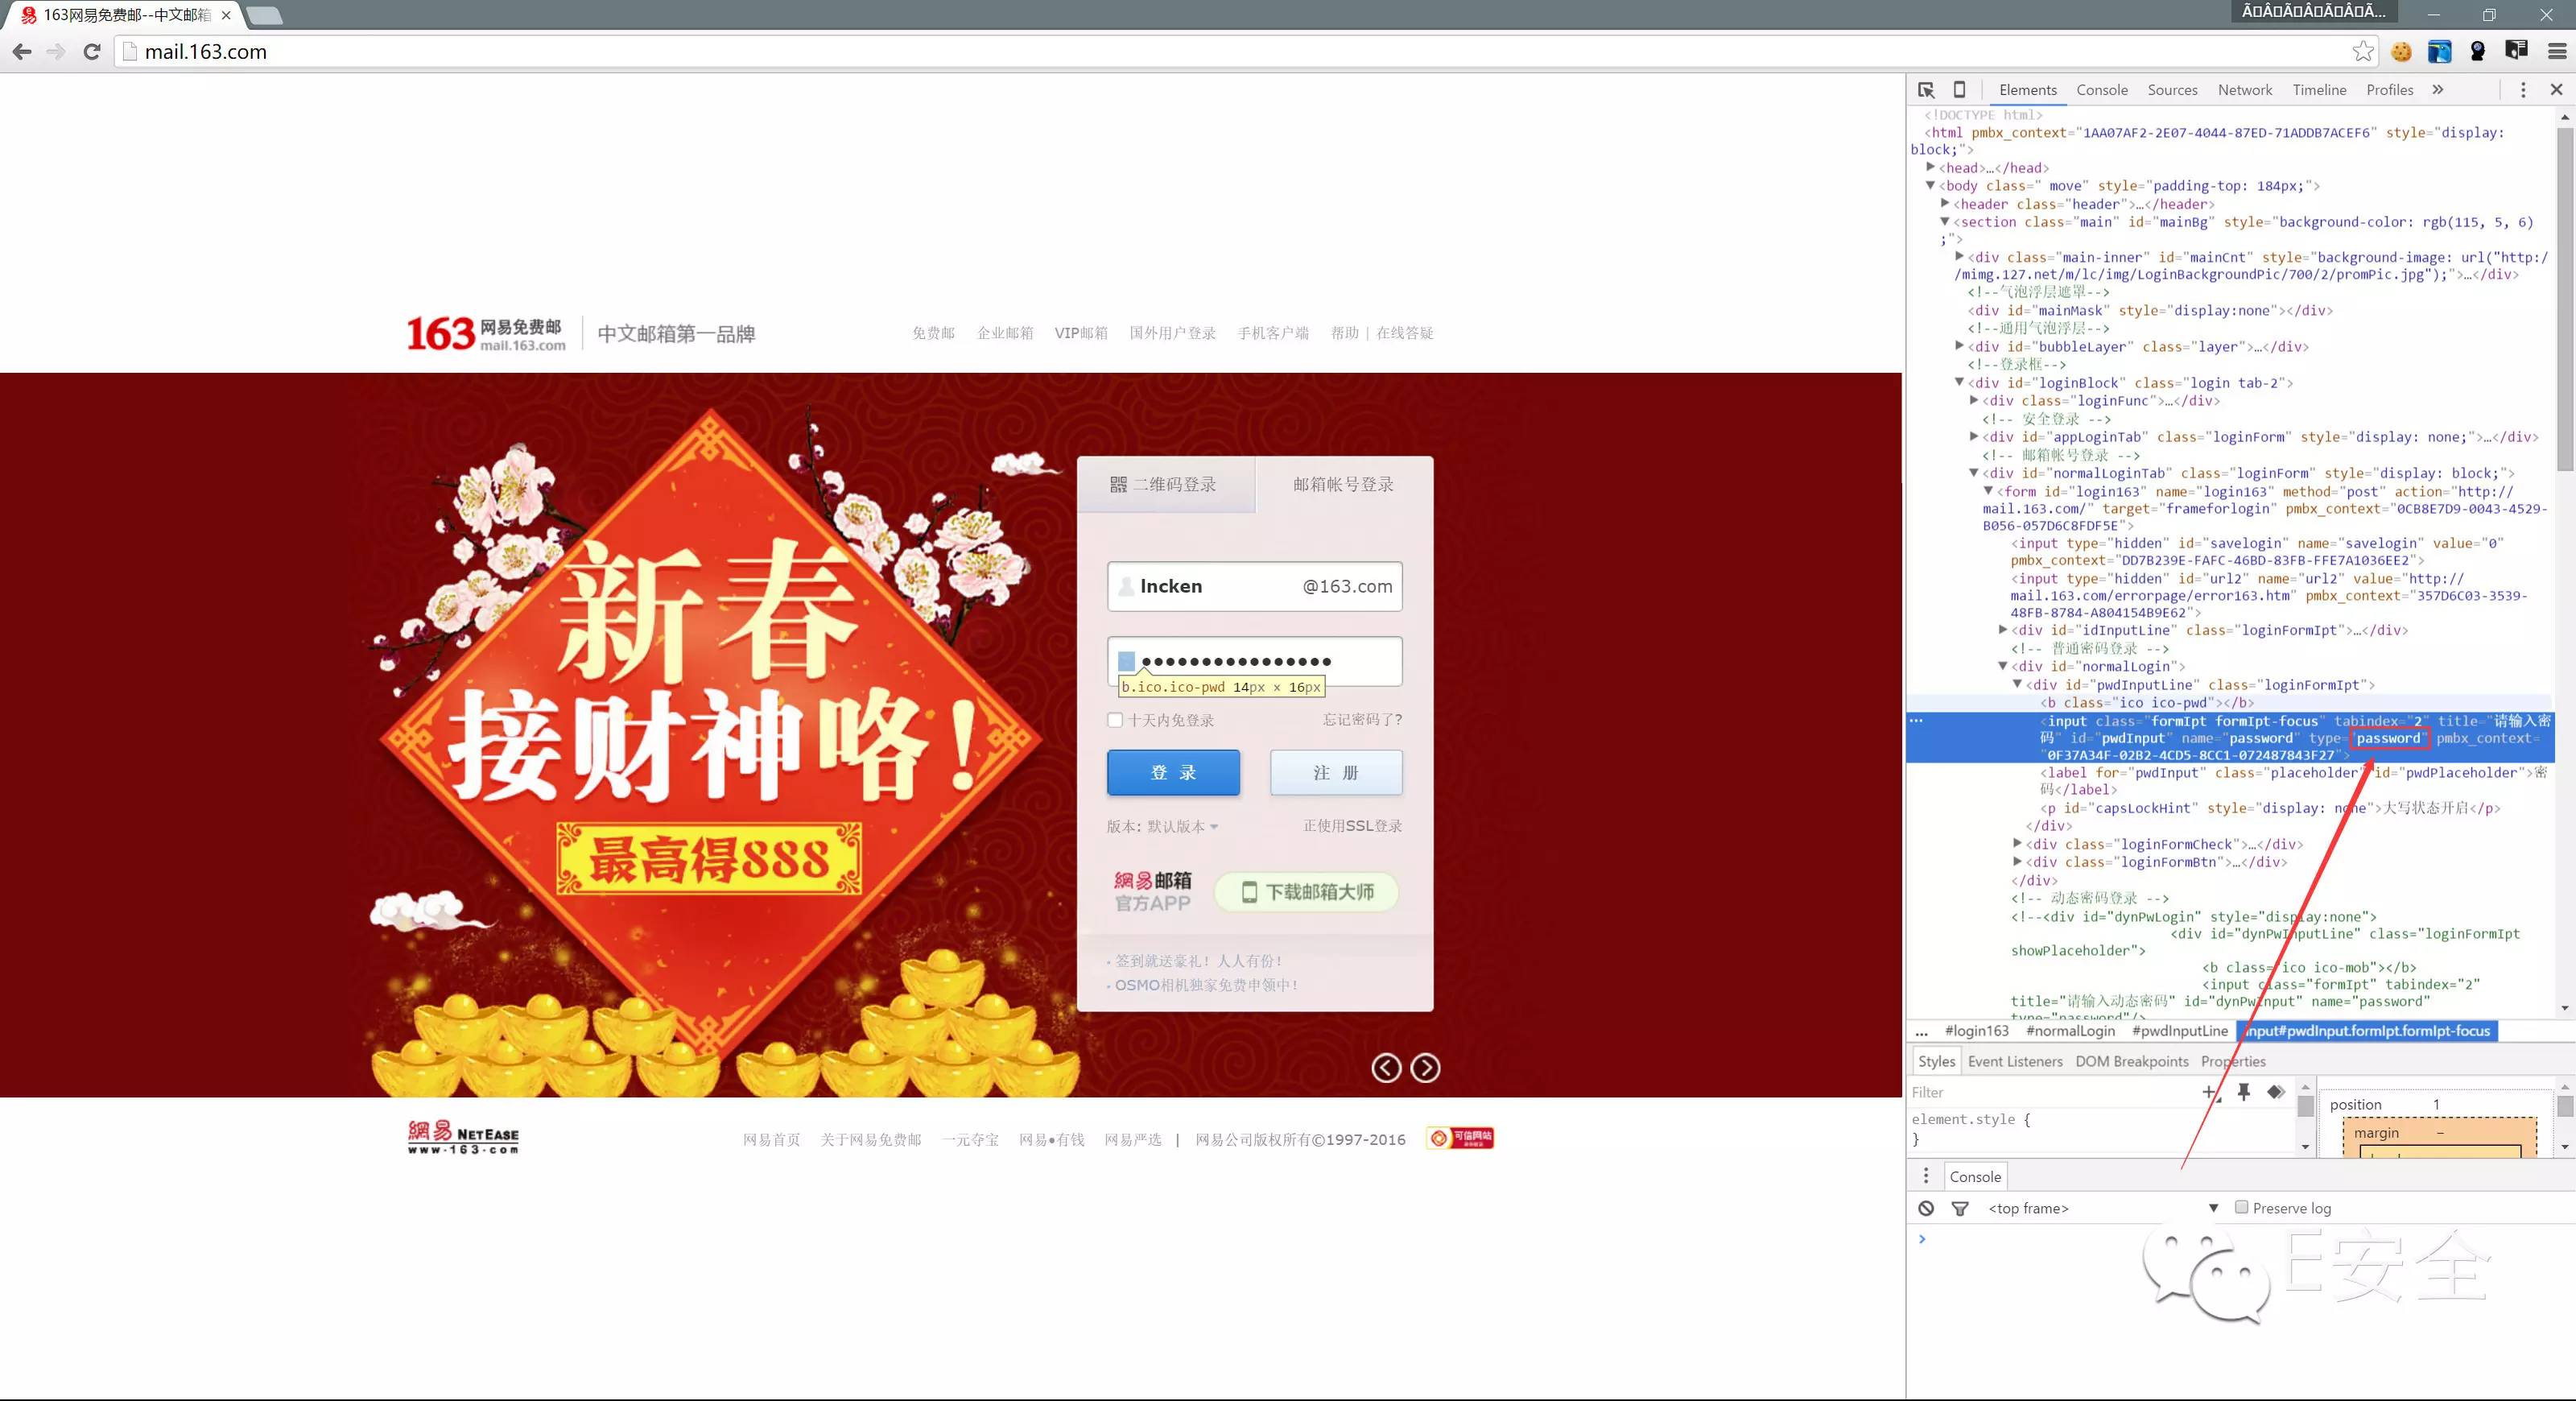 163网易免费邮--中文邮箱
mail.163.com
163 网易免费邮 mail.163.com 中文邮箱第一品牌
免费邮 企业邮箱 VIP邮箱 国外用户登录 手机客户端 帮助 | 在线答疑
新春
接财神咯!
最高得888
二维码登录 邮箱帐号登录
lncken @163.com
●●●●●●●●●●●●●●●●
b.ico.ico-pwd 14px × 16px
十天内免登录 忘记密码了?
登 录 注 册
版本: 默认版本 正使用SSL登录
網易邮箱 官方APP 下载邮箱大师
· 签到就送豪礼! 人人有份!
· OSMO相机独家免费申领中!
網易 NETEASE
www.163.com
网易首页 关于网易免费邮 一元夺宝 网易●有钱 网易严选 | 网易公司版权所有©1997-2016 可信网站
Elements Console Sources Network Timeline Profiles »
<!DOCTYPE html>
<html pmbx_context="1AA07AF2-2E07-4044-87ED-71ADDB7ACEF6" style="display:
block;">
<head>…</head>
<body class=" move" style="padding-top: 184px;">
<header class="header">…</header>
<section class="main" id="mainBg" style="background-color: rgb(115, 5, 6)
;">
<div class="main-inner" id="mainCnt" style="background-image: url("http:/
/mimg.127.net/m/lc/img/LoginBackgroundPic/700/2/promPic.jpg");">…</div>
<!--气泡浮层遮罩-->
<div id="mainMask" style="display:none"></div>
<!--通用气泡浮层-->
<div id="bubbleLayer" class="layer">…</div>
<!--登录框-->
<div id="loginBlock" class="login tab-2">
<div class="loginFunc">…</div>
<!-- 安全登录 -->
<div id="appLoginTab" class="loginForm" style="display: none;">…</div>
<!-- 邮箱帐号登录 -->
<div id="normalLoginTab" class="loginForm" style="display: block;">
<form id="login163" name="login163" method="post" action="http://
mail.163.com/" target="frameforlogin" pmbx_context="0CB8E7D9-0043-4529-
B056-057D6C8FDF5E">
<input type="hidden" id="savelogin" name="savelogin" value="0"
pmbx_context="DD7B239E-FAFC-46BD-83FB-FFE7A1036EE2">
<input type="hidden" id="url2" name="url2" value="http://
mail.163.com/errorpage/error163.htm" pmbx_context="357D6C03-3539-
48FB-8784-A804154B9E62">
<div id="idInputLine" class="loginFormIpt">…</div>
<!-- 普通密码登录 -->
<div id="normalLogin">
<div id="pwdInputLine" class="loginFormIpt">
<b class="ico ico-pwd"></b>
<input class="formIpt formIpt-focus" tabindex="2" title="请输入密
码" id="pwdInput" name="password" type="password" pmbx_context=
"0F37A34F-02B2-4CD5-8CC1-072487843F27">
<label for="pwdInput" class="placeholder" id="pwdPlaceholder">密
码</label>
<p id="capsLockHint" style="display: none">大写状态开启</p>
</div>
<div class="loginFormCheck">…</div>
<div class="loginFormBtn">…</div>
</div>
<!-- 动态密码登录 -->
<!--<div id="dynPwLogin" style="display:none">
<div id="dynPwInputLine" class="loginFormIpt
showPlaceholder">
<b class="ico ico-mob"></b>
<input class="formIpt" tabindex="2"
title="请输入动态密码" id="dynPwInput" name="password"
type="password"/>
... #login163 #normalLogin #pwdInputLine input#pwdInput.formIpt.formIpt-focus
Styles Event Listeners DOM Breakpoints Properties
Filter
element.style {
}
position 1
margin –
Console
<top frame> Preserve log
E安全